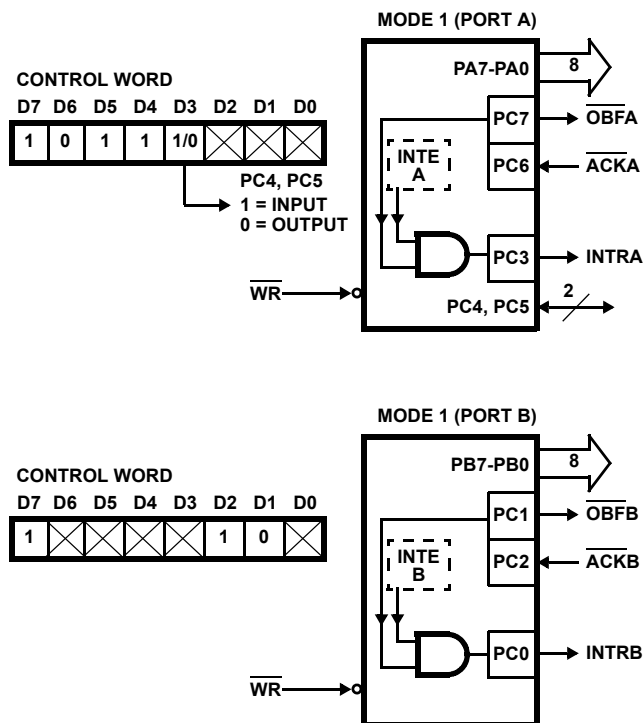 MODE 1 (PORT A)
CONTROL WORD
D7 D6 D5 D4 D3 D2 D1 D0
1 0 1 1 1/0
PC4, PC5
1 = INPUT
0 = OUTPUT
PA7-PA0
8
PC7
OBFA
INTE
A
PC6
ACKA
PC3
INTRA
WR
PC4, PC5
2
MODE 1 (PORT B)
CONTROL WORD
D7 D6 D5 D4 D3 D2 D1 D0
1 1 0
PB7-PB0
8
PC1
OBFB
INTE
B
PC2
ACKB
PC0
INTRB
WR